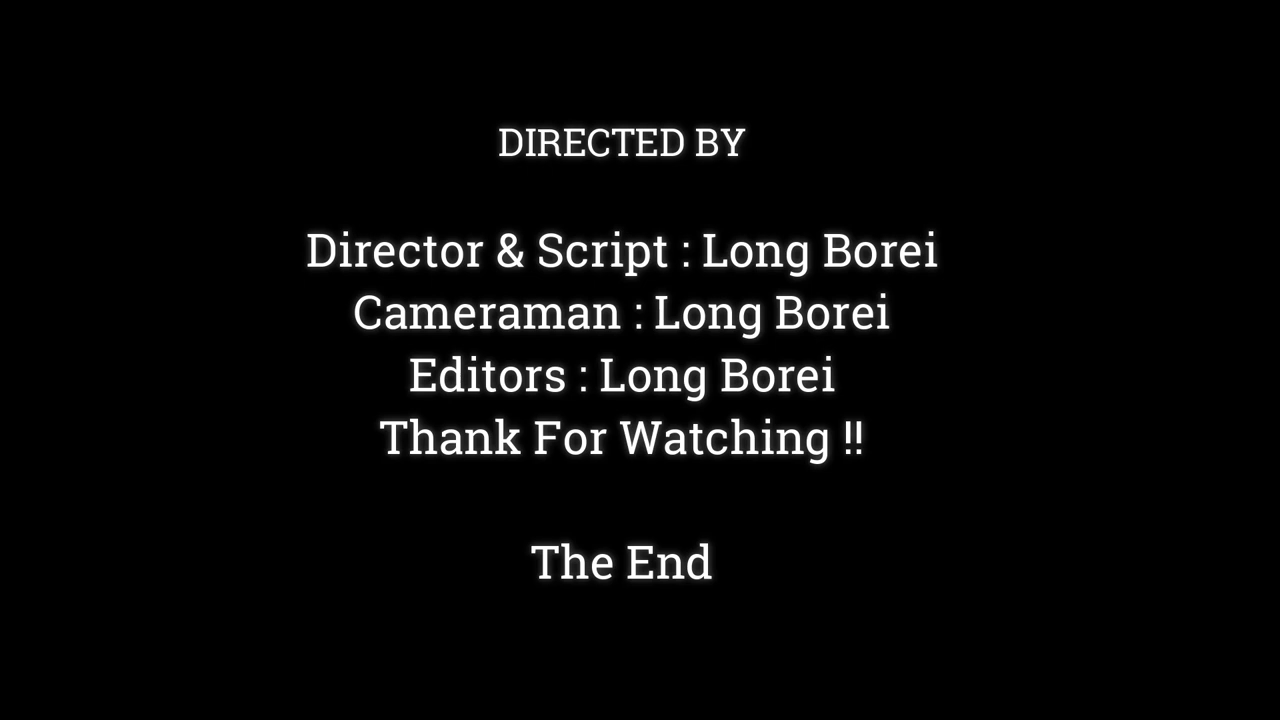 DIRECTED BY
Director & Script : Long Borei
Cameraman : Long Borei
Editors : Long Borei
Thank For Watching !!
The End